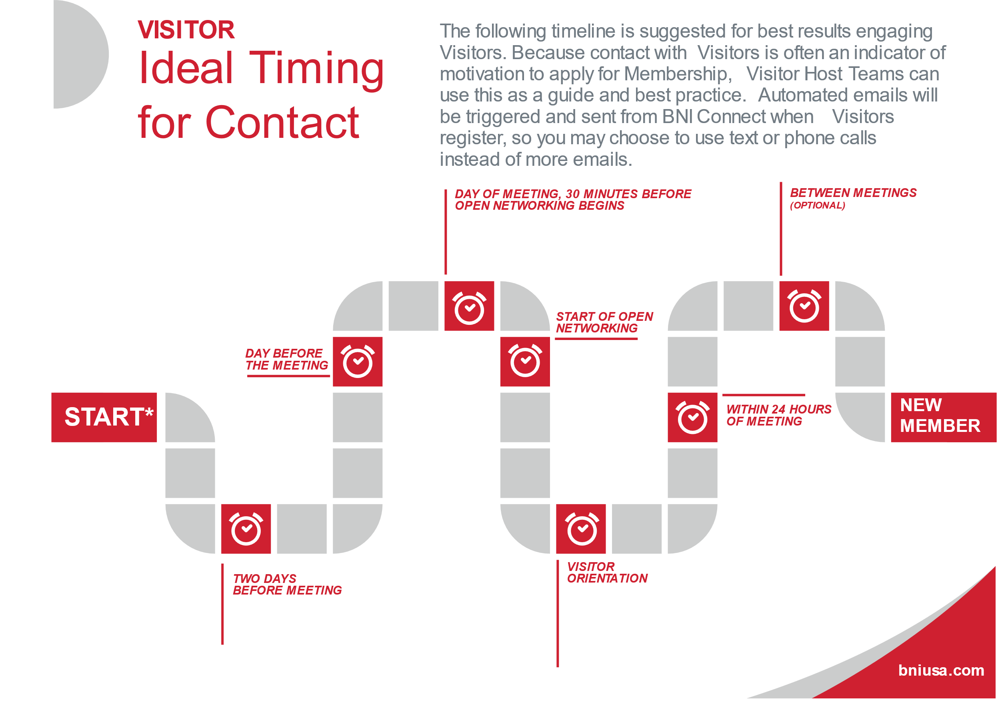 VISITOR
Ideal Timing
for Contact
The following timeline is suggested for best results engaging
Visitors. Because contact with Visitors is often an indicator of
motivation to apply for Membership, Visitor Host Teams can
use this as a guide and best practice. Automated emails will
be triggered and sent from BNI Connect when Visitors
register, so you may choose to use text or phone calls
instead of more emails.
DAY OF MEETING, 30 MINUTES BEFORE
OPEN NETWORKING BEGINS
BETWEEN MEETINGS
(OPTIONAL)
START OF OPEN
NETWORKING
DAY BEFORE
THE MEETING
START*
WITHIN 24 HOURS
OF MEETING
NEW
MEMBER
TWO DAYS
BEFORE MEETING
VISITOR
ORIENTATION
bniusa.com